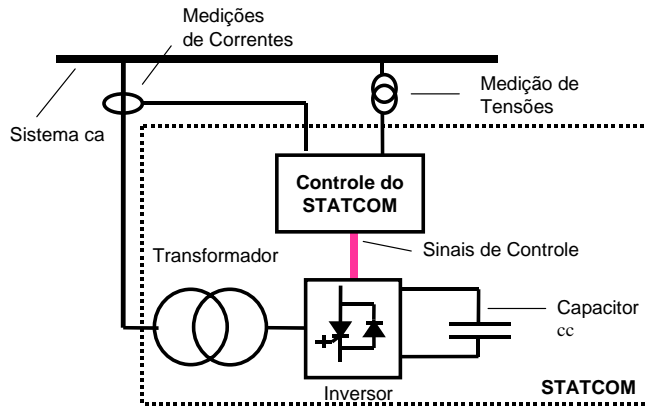 Medições
de Correntes
Medição de
Tensões
Sistema ca
Controle do
STATCOM
Sinais de Controle
Transformador
Capacitor
cc
Inversor
STATCOM